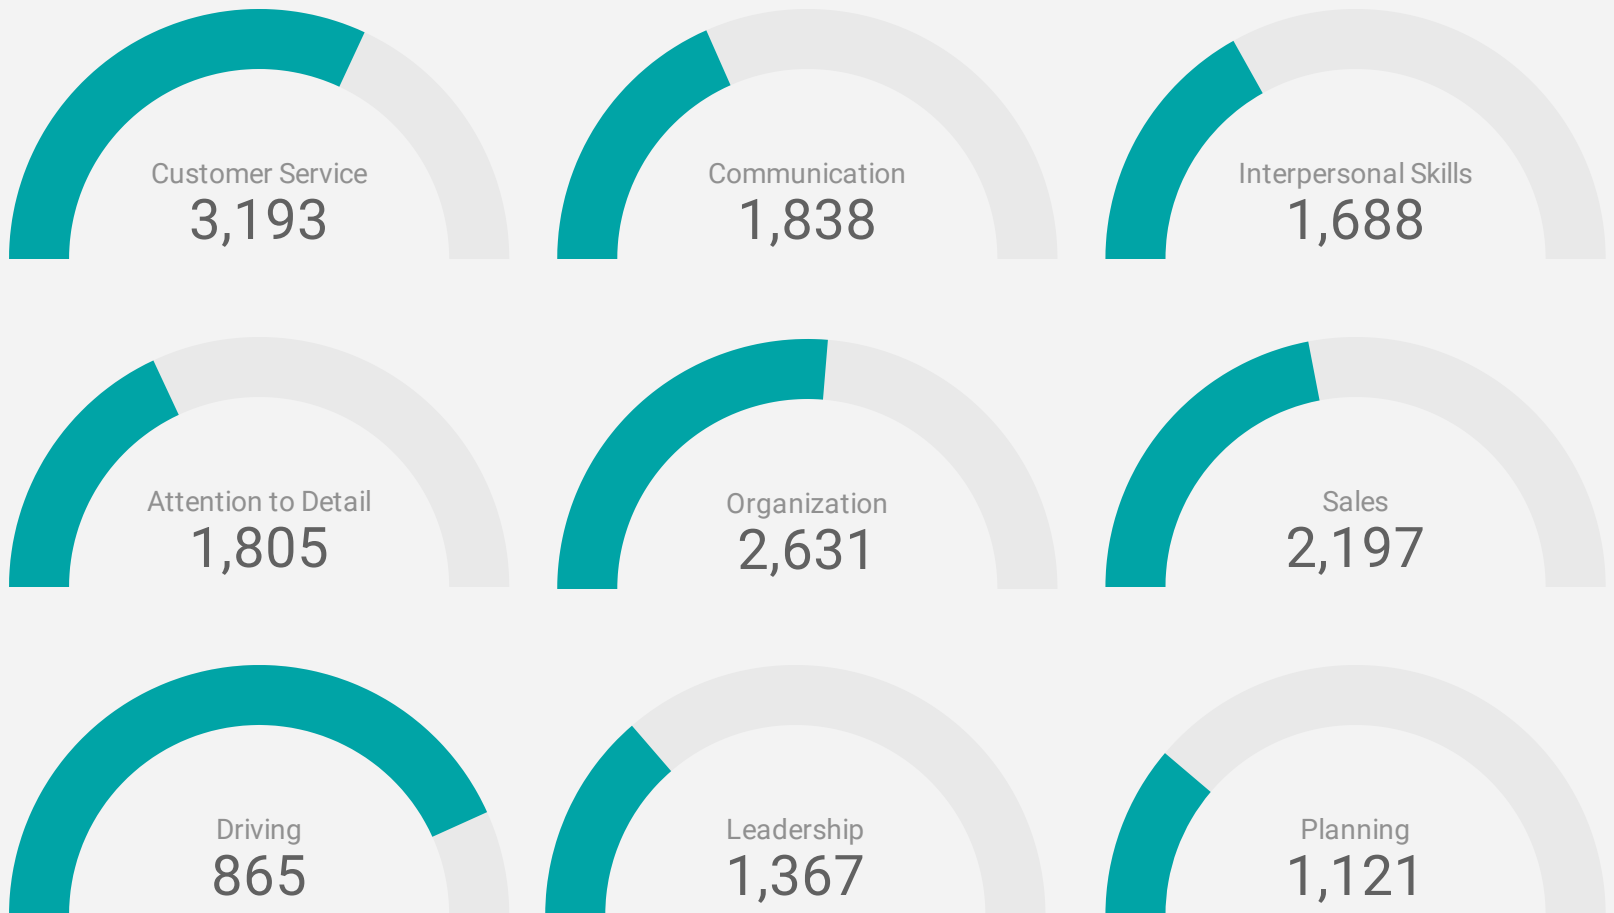 Customer Service
3,193
Communication
1,838
Interpersonal Skills
1,688
Attention to Detail
1,805
Organization
2,631
Sales
2,197
Driving
865
Leadership
1,367
Planning
1,121